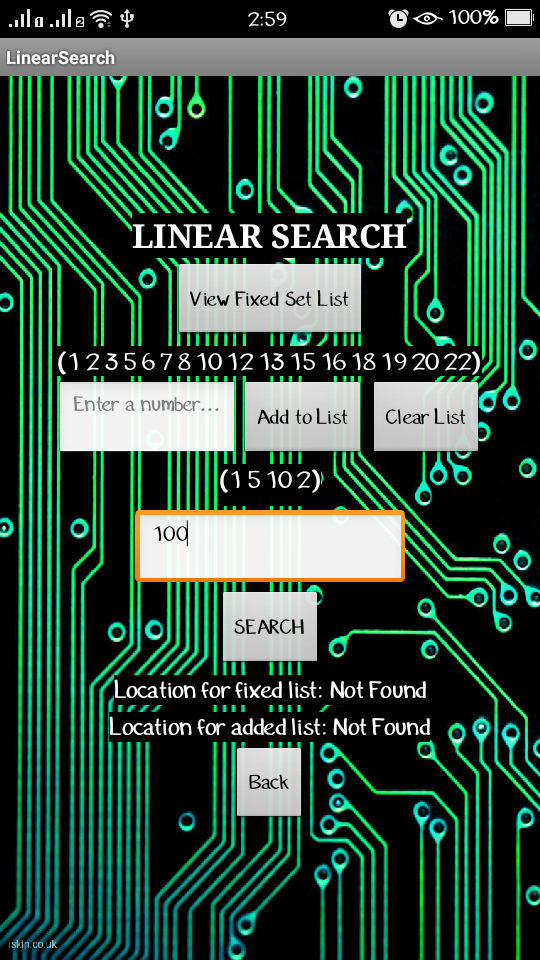 2:59
100%
LinearSearch
LINEAR SEARCH
View Fixed Set List
(1 2 3 5 6 7 8 10 12 13 15 16 18 19 20 22)
Enter a number...
Add to List
Clear List
(1 5 10 2)
100
SEARCH
Location for fixed list: Not Found
Location for added list: Not Found
Back
iskin.co.uk